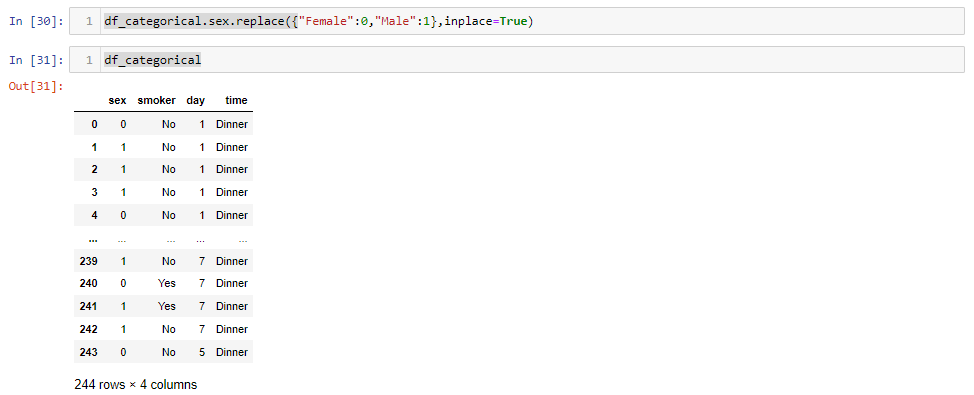 In [30]: 1 df_categorical.sex.replace({"Female":0,"Male":1},inplace=True)
In [31]: 1 df_categorical
Out[31]:
sex smoker day time
0 0 No 1 Dinner
1 1 No 1 Dinner
2 1 No 1 Dinner
3 1 No 1 Dinner
4 0 No 1 Dinner
... ... ... ... ...
239 1 No 7 Dinner
240 0 Yes 7 Dinner
241 1 Yes 7 Dinner
242 1 No 7 Dinner
243 0 No 5 Dinner
244 rows × 4 columns